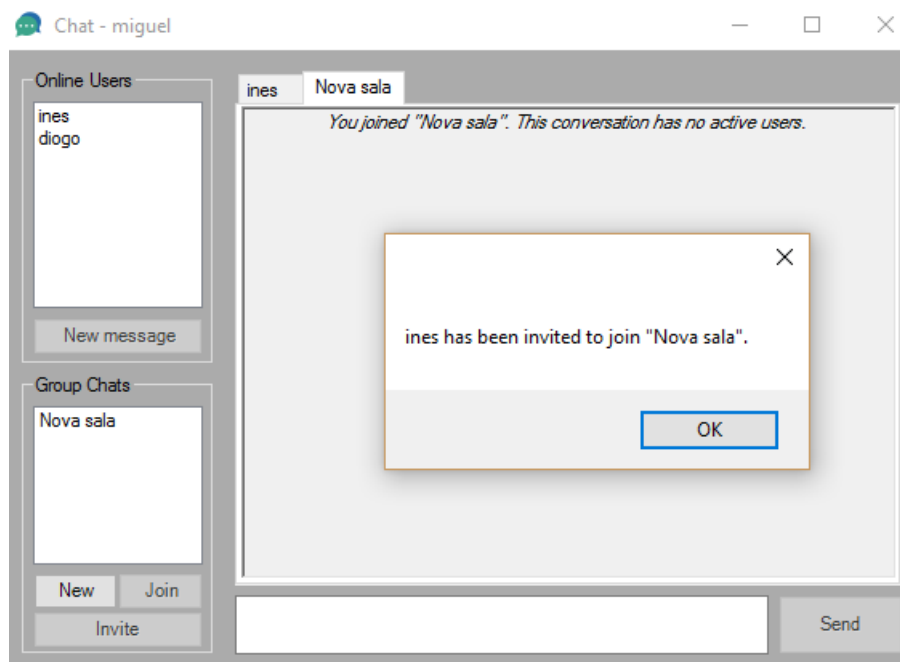 Chat - miguel
Online Users
ines
diogo
New message
Group Chats
Nova sala
New
Join
Invite
ines
Nova sala
You joined "Nova sala". This conversation has no active users.
ines has been invited to join "Nova sala".
OK
Send